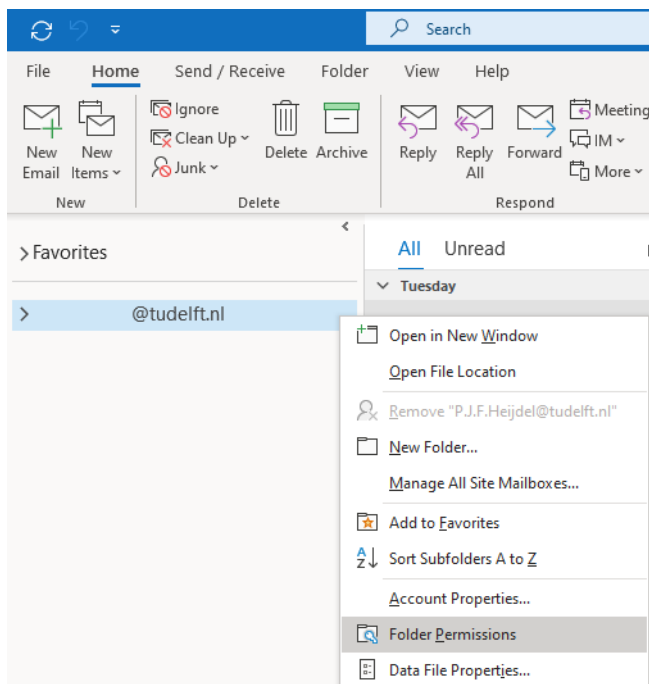 Search
File Home Send / Receive Folder View Help
New Email
New Items
Ignore
Clean Up
Junk
Delete
Archive
Reply
Reply All
Forward
Meeting
IM
More
New
Delete
Respond
Favorites
@tudelft.nl
All Unread
Tuesday
Open in New Window
Open File Location
Remove "P.J.F.Heijdel@tudelft.nl"
New Folder...
Manage All Site Mailboxes...
Add to Favorites
Sort Subfolders A to Z
Account Properties...
Folder Permissions
Data File Properties...